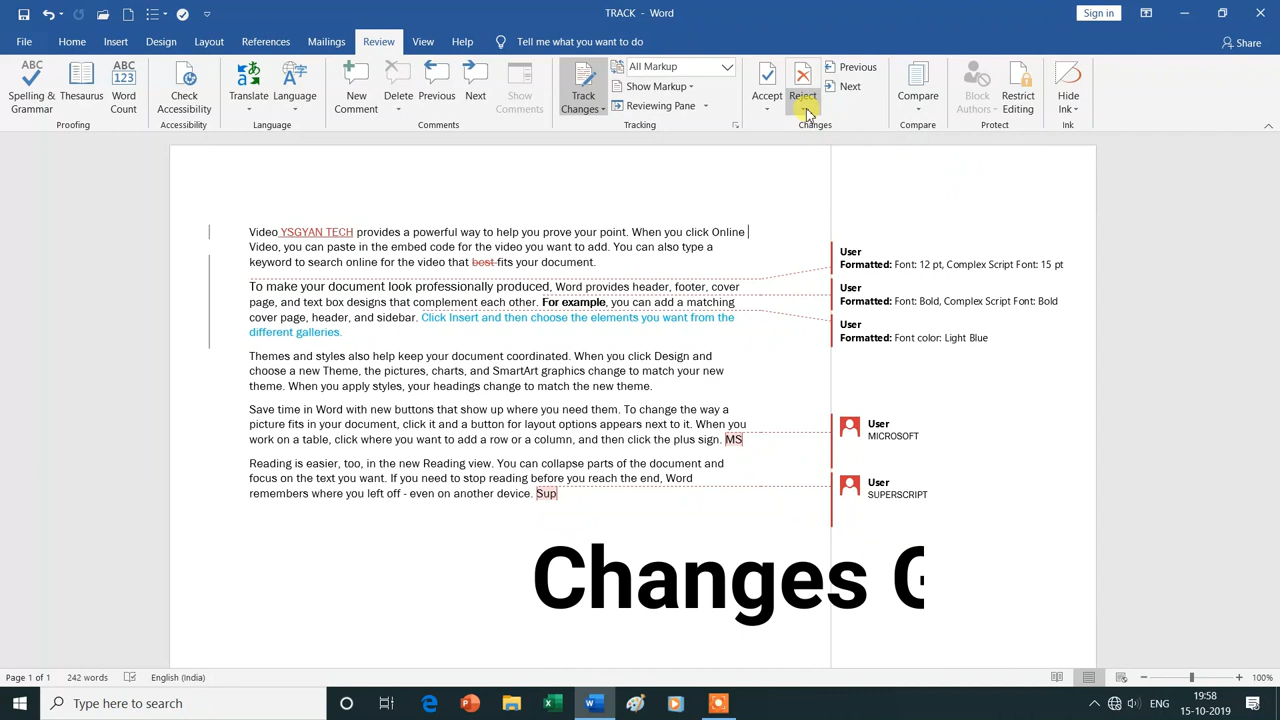 TRACK - Word
Sign in
File Home Insert Design Layout References Mailings Review View Help Tell me what you want to do Share
ABC Spelling & Grammar
Thesaurus
ABC 123 Word Count
Proofing
Check Accessibility
Accessibility
Translate
Language
Language
New Comment
Delete
Previous
Next
Show Comments
Comments
Track Changes
All Markup
Show Markup
Reviewing Pane
Tracking
Accept
Reject
Previous
Next
Changes
Compare
Compare
Block Authors
Restrict Editing
Protect
Hide Ink
Ink
Video YSGYAN TECH provides a powerful way to help you prove your point. When you click Online
Video, you can paste in the embed code for the video you want to add. You can also type a
keyword to search online for the video that best fits your document.
To make your document look professionally produced, Word provides header, footer, cover
page, and text box designs that complement each other. For example, you can add a matching
cover page, header, and sidebar. Click Insert and then choose the elements you want from the
different galleries.
Themes and styles also help keep your document coordinated. When you click Design and
choose a new Theme, the pictures, charts, and SmartArt graphics change to match your new
theme. When you apply styles, your headings change to match the new theme.
Save time in Word with new buttons that show up where you need them. To change the way a
picture fits in your document, click it and a button for layout options appears next to it. When you
work on a table, click where you want to add a row or a column, and then click the plus sign. MS
Reading is easier, too, in the new Reading view. You can collapse parts of the document and
focus on the text you want. If you need to stop reading before you reach the end, Word
remembers where you left off - even on another device. Sup
User
Formatted: Font: 12 pt, Complex Script Font: 15 pt
User
Formatted: Font: Bold, Complex Script Font: Bold
User
Formatted: Font color: Light Blue
User
MICROSOFT
User
SUPERSCRIPT
Changes
Page 1 of 1 242 words English (India) 100%
Type here to search
ENG
19:58
15-10-2019